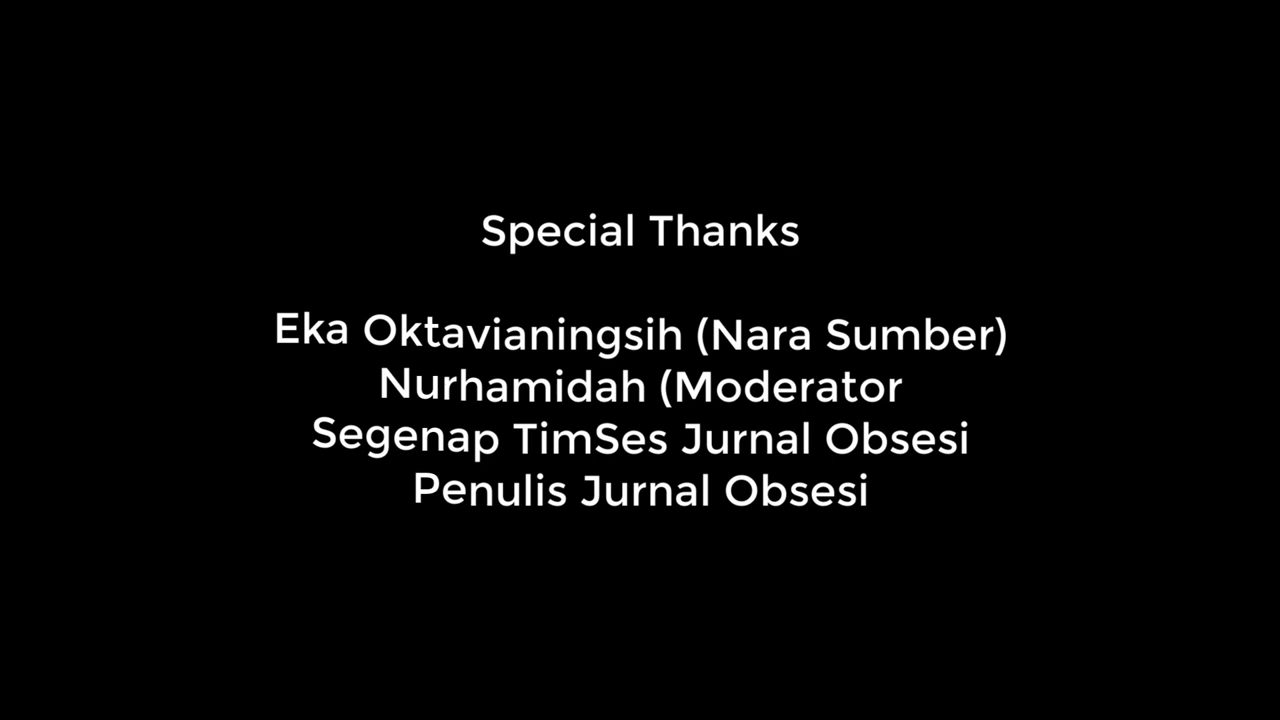 Special Thanks
Eka Oktavianingsih (Nara Sumber)
Nurhamidah (Moderator
Segenap TimSes Jurnal Obsesi
Penulis Jurnal Obsesi